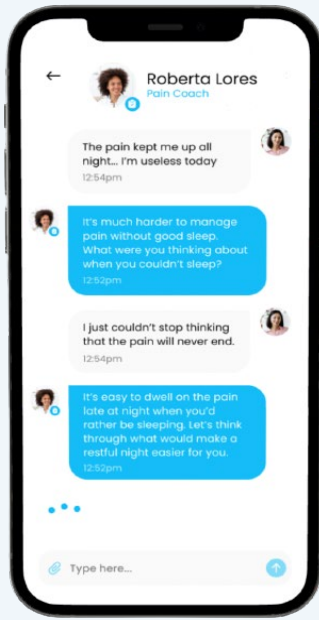 Roberta Lores
Pain Coach
The pain kept me up all
night... I'm useless today
12:54pm
It's much harder to manage
pain without good sleep.
What were you thinking about
when you couldn't sleep?
12:52pm
I just couldn't stop thinking
that the pain will never end.
12:54pm
It's easy to dwell on the pain
late at night when you'd
rather be sleeping. Let's think
through what would make a
restful night easier for you.
12:52pm
Type here...